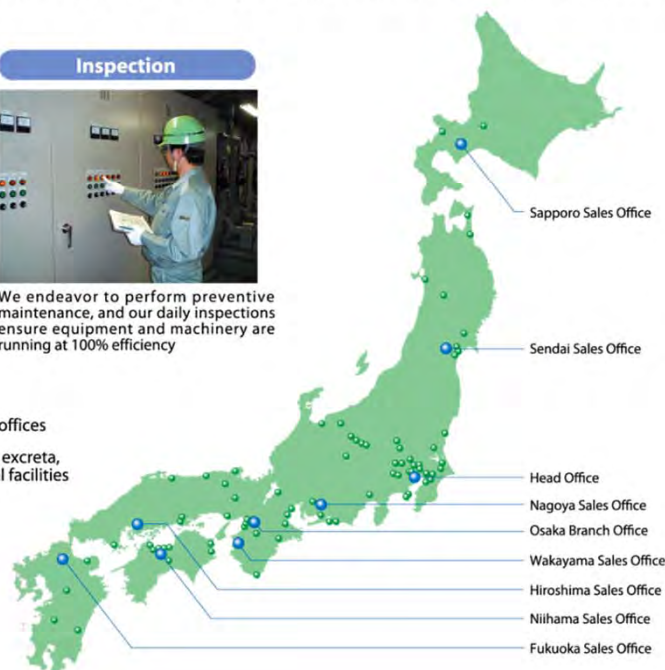 Inspection
We endeavor to perform preventive
maintenance, and our daily inspections
ensure equipment and machinery are
running at 100% efficiency
offices
excreta,
facilities
Sapporo Sales Office
Sendai Sales Office
Head Office
Nagoya Sales Office
Osaka Branch Office
Wakayama Sales Office
Hiroshima Sales Office
Niihama Sales Office
Fukuoka Sales Office